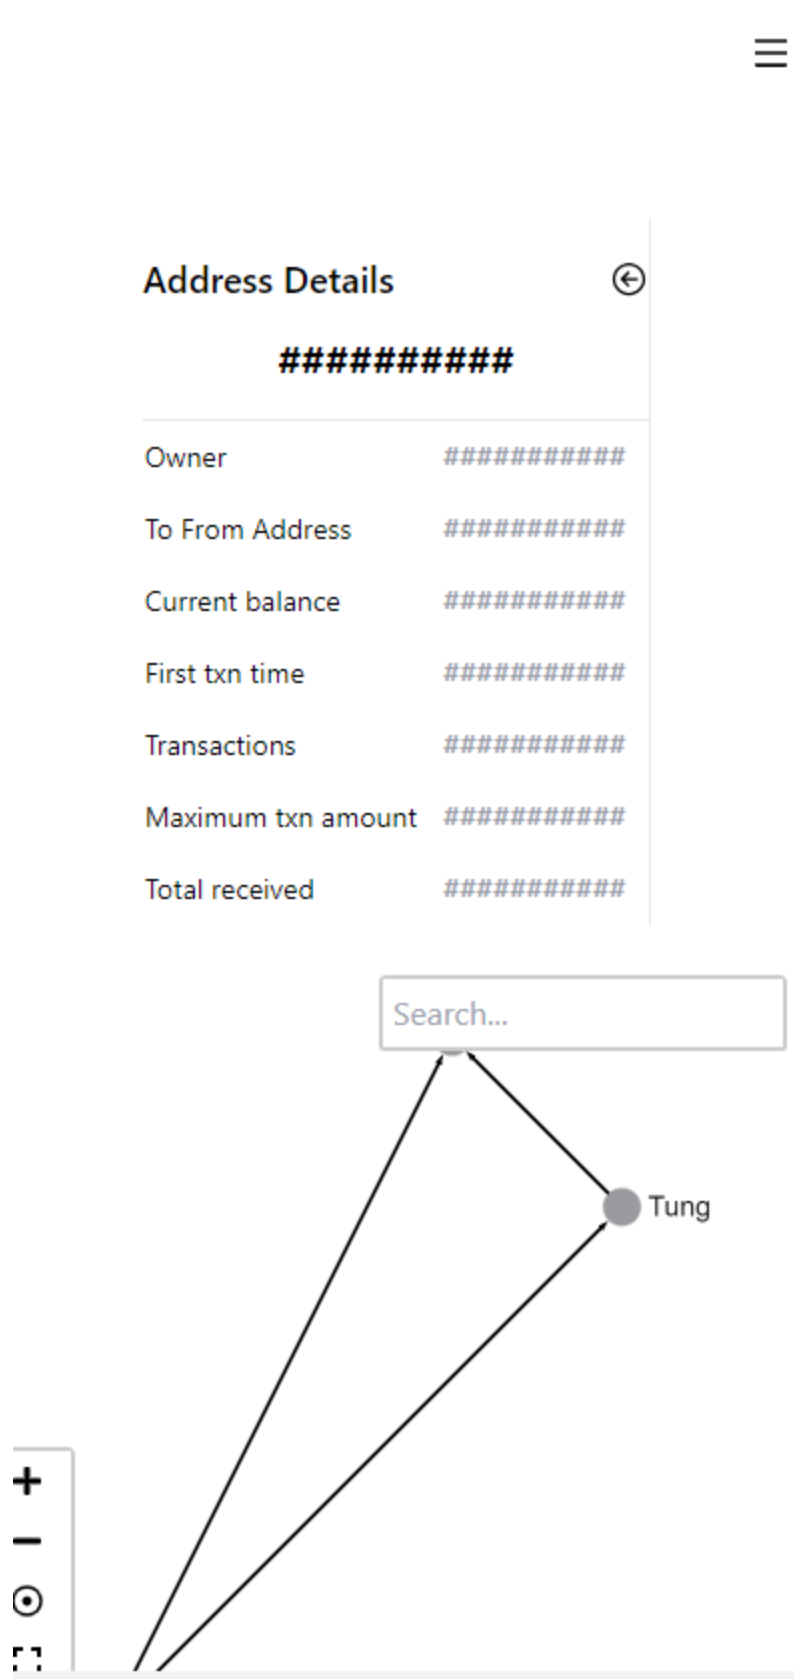 Address Details
##########
Owner ###########
To From Address ###########
Current balance ###########
First txn time ###########
Transactions ###########
Maximum txn amount ###########
Total received ###########
Search...
Tung